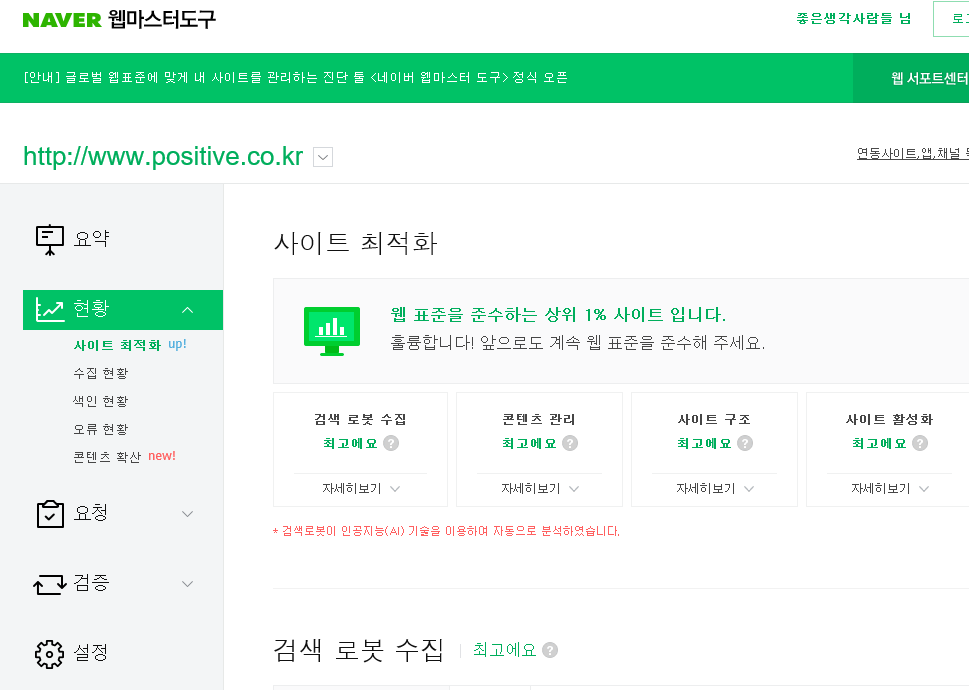 NAVER 웹마스터도구
좋은생각사람들 님
[안내] 글로벌 웹표준에 맞게 내 사이트를 관리하는 진단 툴 <네이버 웹마스터 도구> 정식 오픈
웹 서포트센터
http://www.positive.co.kr
연동사이트,앱,채널
요약
현황
사이트 최적화 up!
수집 현황
색인 현황
오류 현황
콘텐츠 확산 new!
요청
검증
설정
사이트 최적화
웹 표준을 준수하는 상위 1% 사이트 입니다.
훌륭합니다! 앞으로도 계속 웹 표준을 준수해 주세요.
검색 로봇 수집 콘텐츠 관리 사이트 구조 사이트 활성화
최고에요 ? 최고에요 ? 최고에요 ? 최고에요 ?
자세히보기 자세히보기 자세히보기 자세히보기
* 검색로봇이 인공지능(AI) 기술을 이용하여 자동으로 분석하였습니다.
검색 로봇 수집 | 최고에요 ?